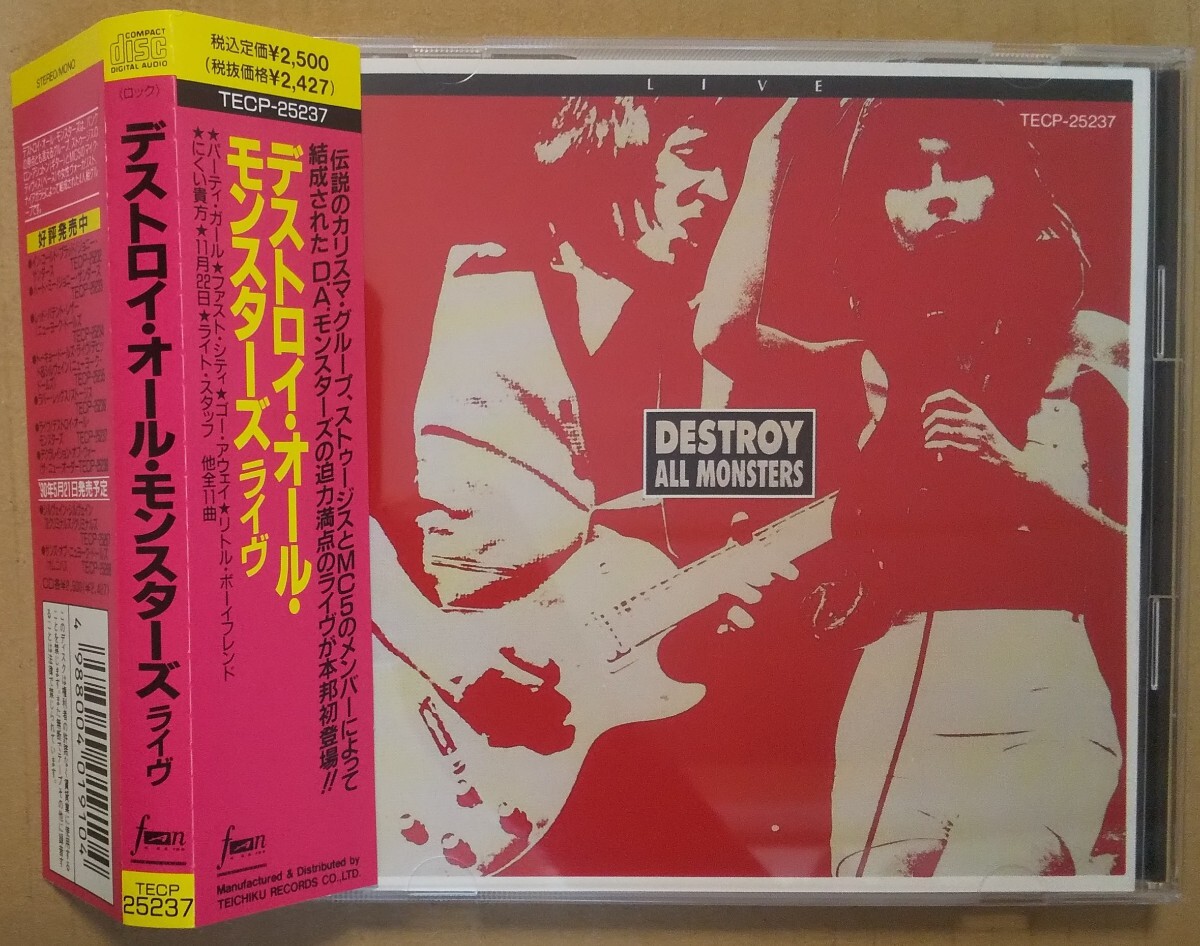 STEREO/MONO
好評発売中
TECP-25237
'90年5月21日発売予定
4 988004 019104
COMPACT
disc
DIGITAL AUDIO
〈ロック〉
デストロイ・オール・モンスターズ ライヴ
fan
TECP
25237
税込定価¥2,500
(税抜価格¥2,427)
TECP-25237
伝説のカリスマ・グループ、ストゥージズとMC5のメンバーによって
結成されたD.A.モンスターズの迫力満点のライヴが本邦初登場!!
デストロイ・オール・
モンスターズ ライヴ
★パーティ・ガール★ファスト・シティ★ゴー・アウェイ★リトル・ボーイフレンド
★にくい貴方★11月22日★ライト・スタッフ 他全11曲
fan
Manufactured & Distributed by
TEICHIKU RECORDS CO.,LTD.
LIVE
TECP-25237
DESTROY
ALL MONSTERS